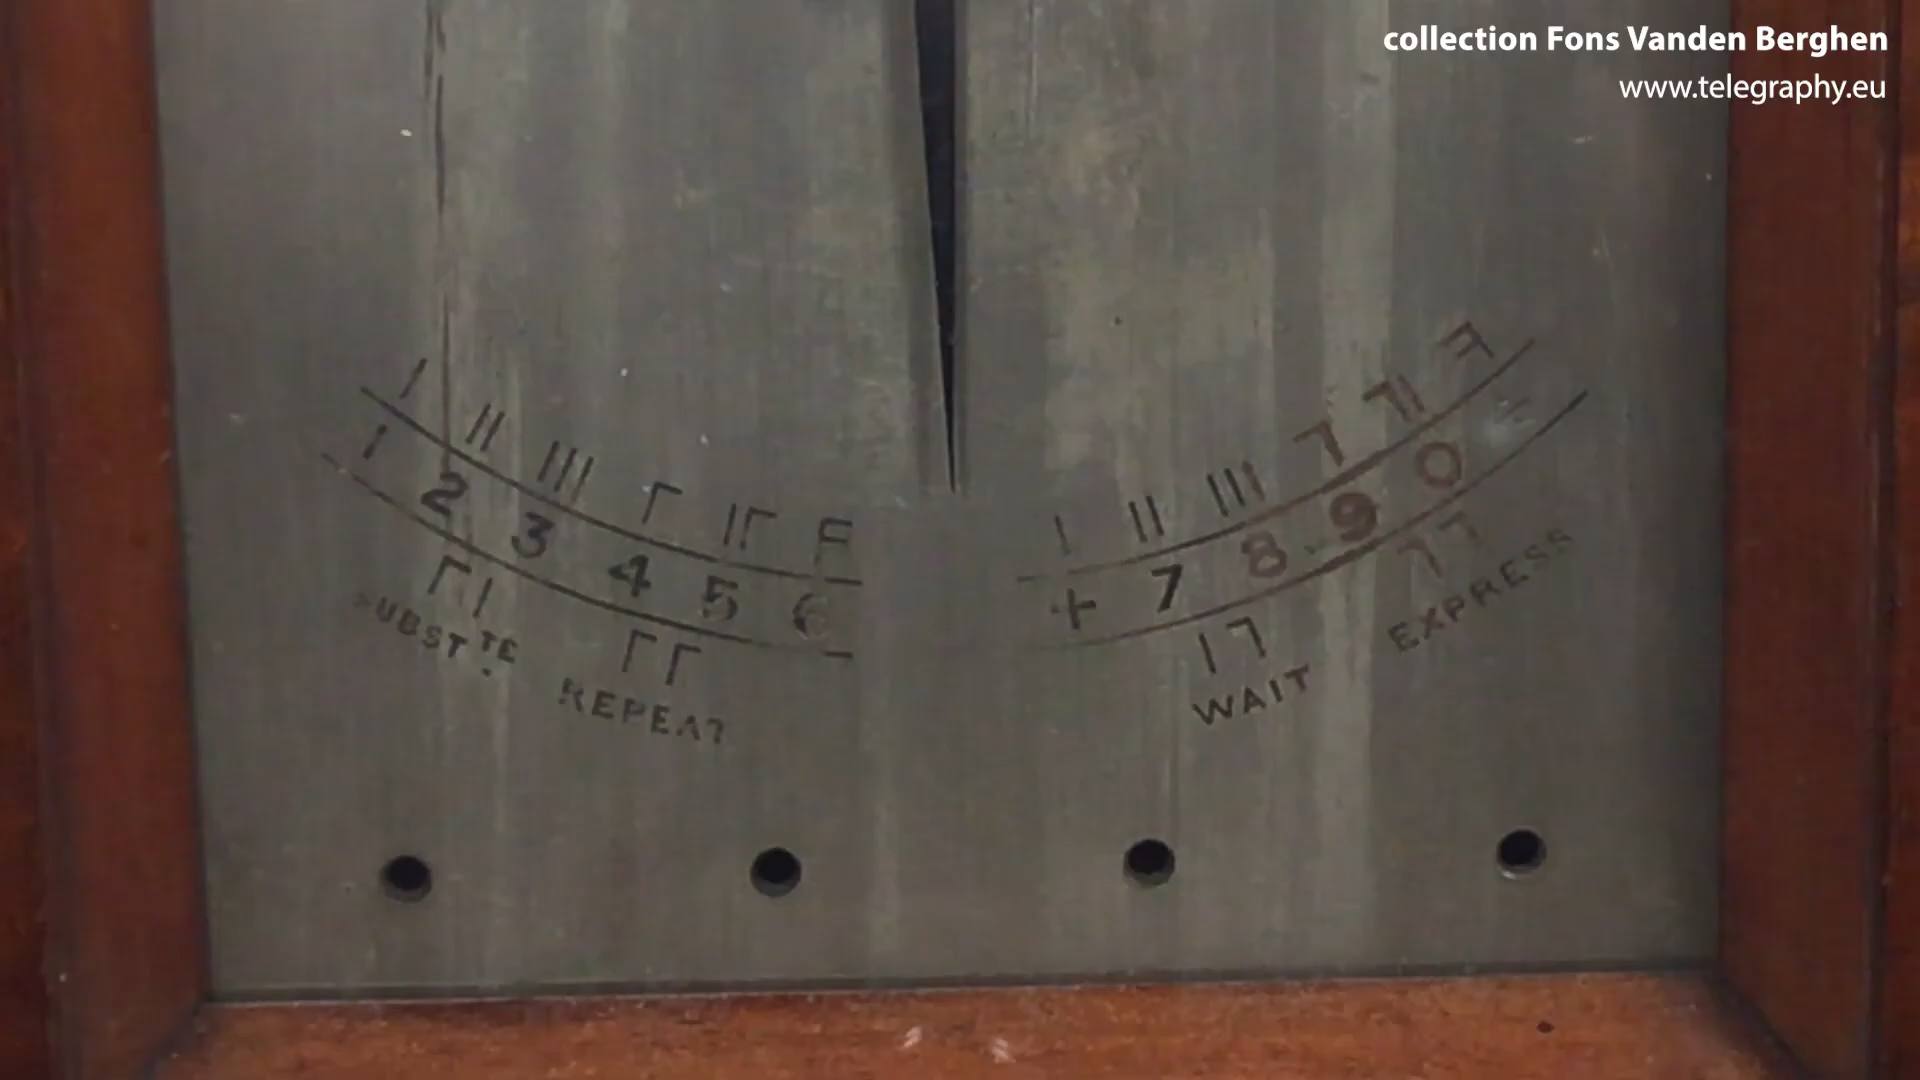 collection Fons Vanden Berghen
www.telegraphy.eu
1 2 3 4 5 6 + 7 8 9 0
SUBST TE REPEAT WAIT EXPRESS